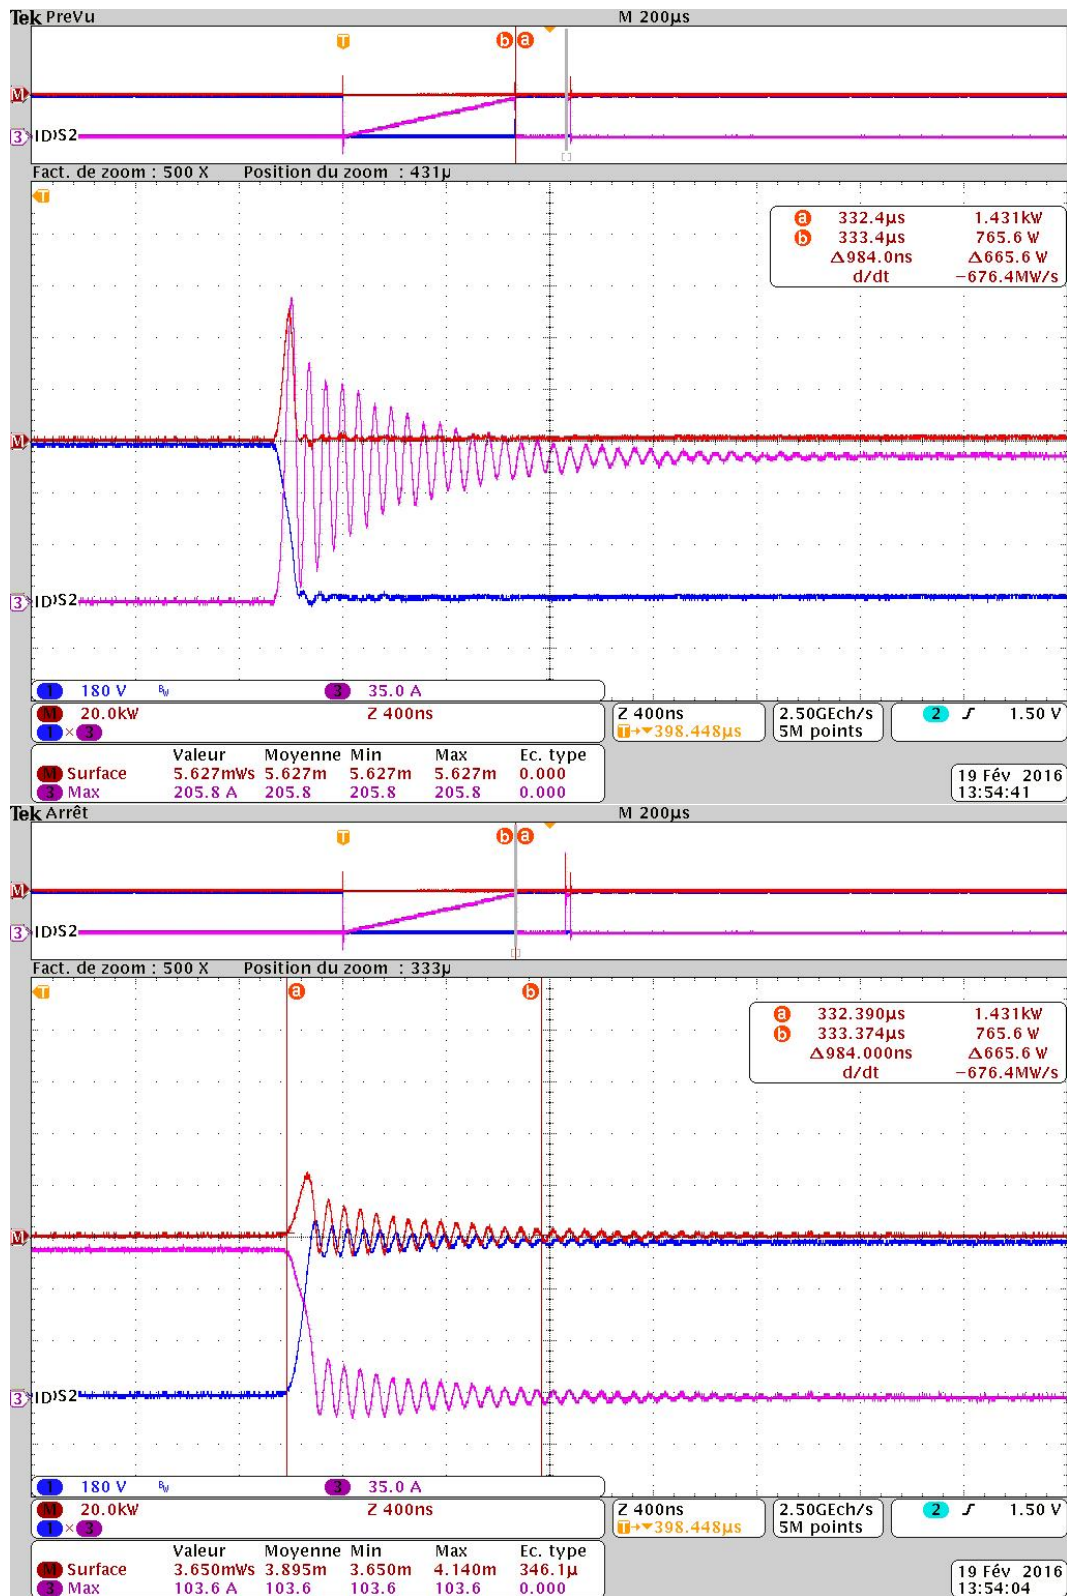 Tek PreVu M 200µs
T b a
M
3 ID S2
Fact. de zoom : 500 X Position du zoom : 431µ
T
a 332.4µs 1.431kW
b 333.4µs 765.6 W
Δ984.0ns Δ665.6 W
d/dt −676.4MW/s
M
3 ID S2
1 180 V BW 3 35.0 A
M 20.0kW Z 400ns
1 × 3
Z 400ns
T→▼398.448µs
2.50GEch/s
5M points
2 1.50 V
Valeur Moyenne Min Max Ec. type
M Surface 5.627mWs 5.627m 5.627m 5.627m 0.000
3 Max 205.8 A 205.8 205.8 205.8 0.000
19 Fév 2016
13:54:41
Tek Arrêt M 200µs
T b a
M
3 ID S2
Fact. de zoom : 500 X Position du zoom : 333µ
T a b
a 332.390µs 1.431kW
b 333.374µs 765.6 W
Δ984.000ns Δ665.6 W
d/dt −676.4MW/s
M
3 ID S2
1 180 V BW 3 35.0 A
M 20.0kW Z 400ns
1 × 3
Z 400ns
T→▼398.448µs
2.50GEch/s
5M points
2 1.50 V
Valeur Moyenne Min Max Ec. type
M Surface 3.650mWs 3.895m 3.650m 4.140m 346.1µ
3 Max 103.6 A 103.6 103.6 103.6 0.000
19 Fév 2016
13:54:04